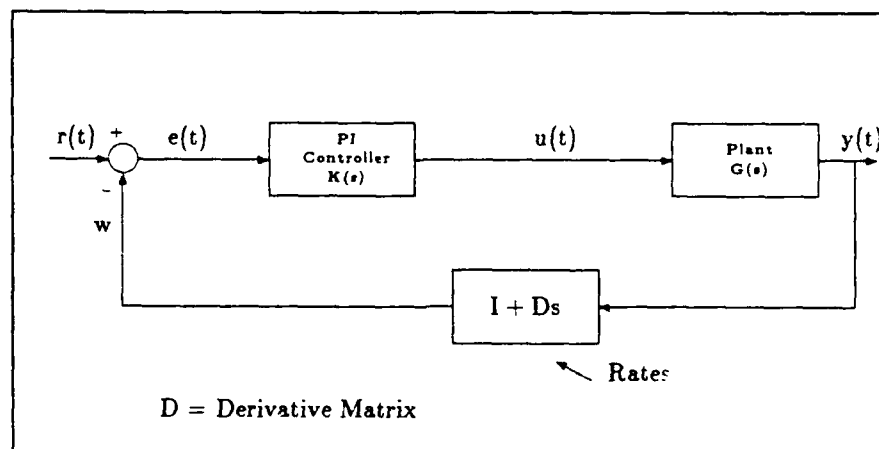 r(t) + e(t)
PI
Controller
K(s)
u(t)
Plant
G(s)
y(t)
-
w
I + Ds
Rates
D = Derivative Matrix